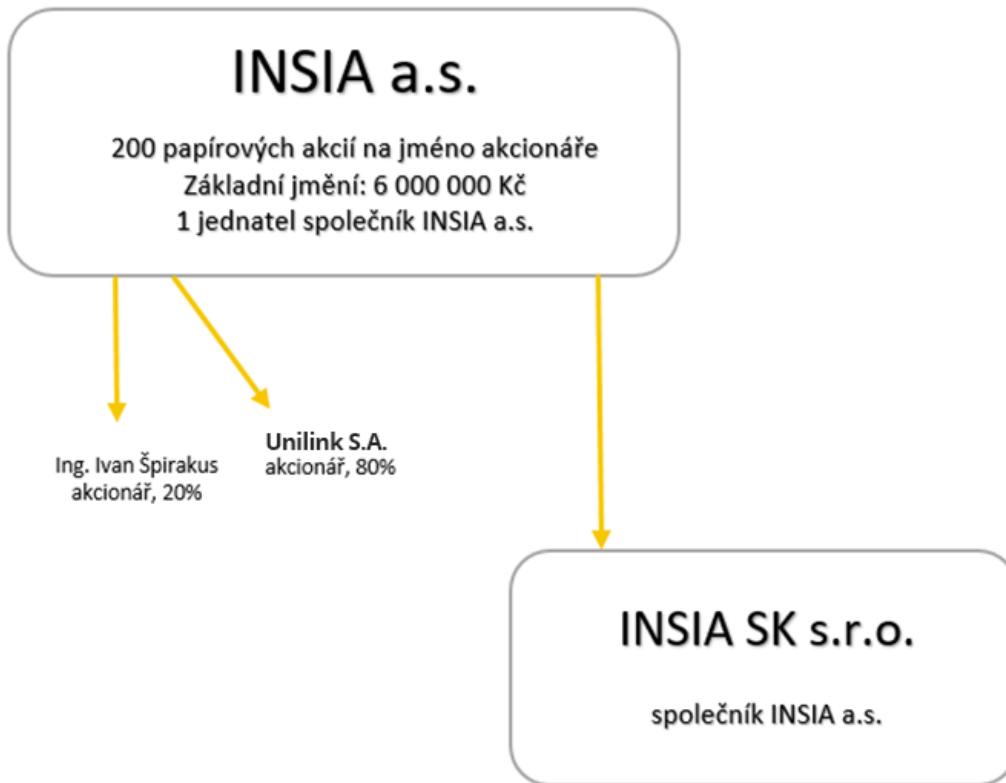 INSIA a.s.
200 papírových akcií na jméno akcionáře
Základní jmění: 6 000 000 Kč
1 jednatel společník INSIA a.s.
Ing. Ivan Špirakus
akcionář, 20%
Unilink S.A.
akcionář, 80%
INSIA SK s.r.o.
společník INSIA a.s.